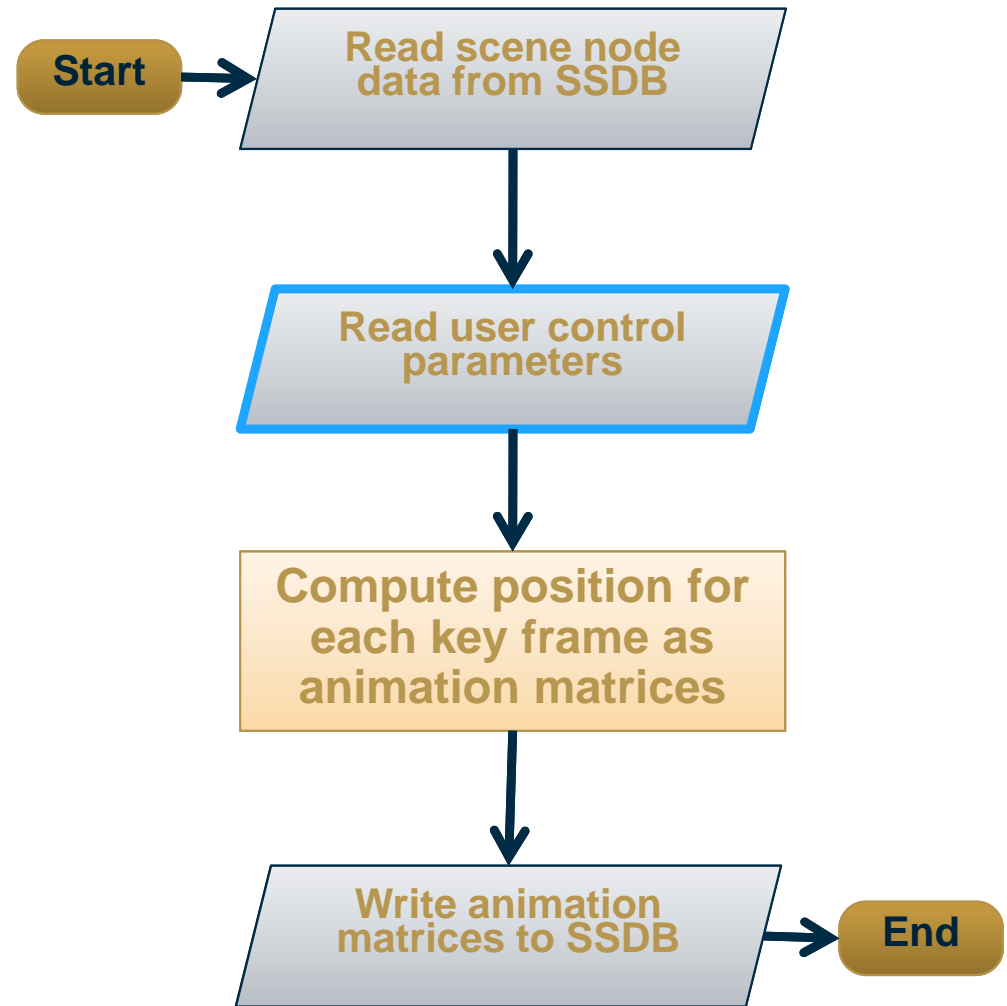 Start
Read scene node
data from SSDB
Read user control
parameters
Compute position for
each key frame as
animation matrices
Write animation
matrices to SSDB
End